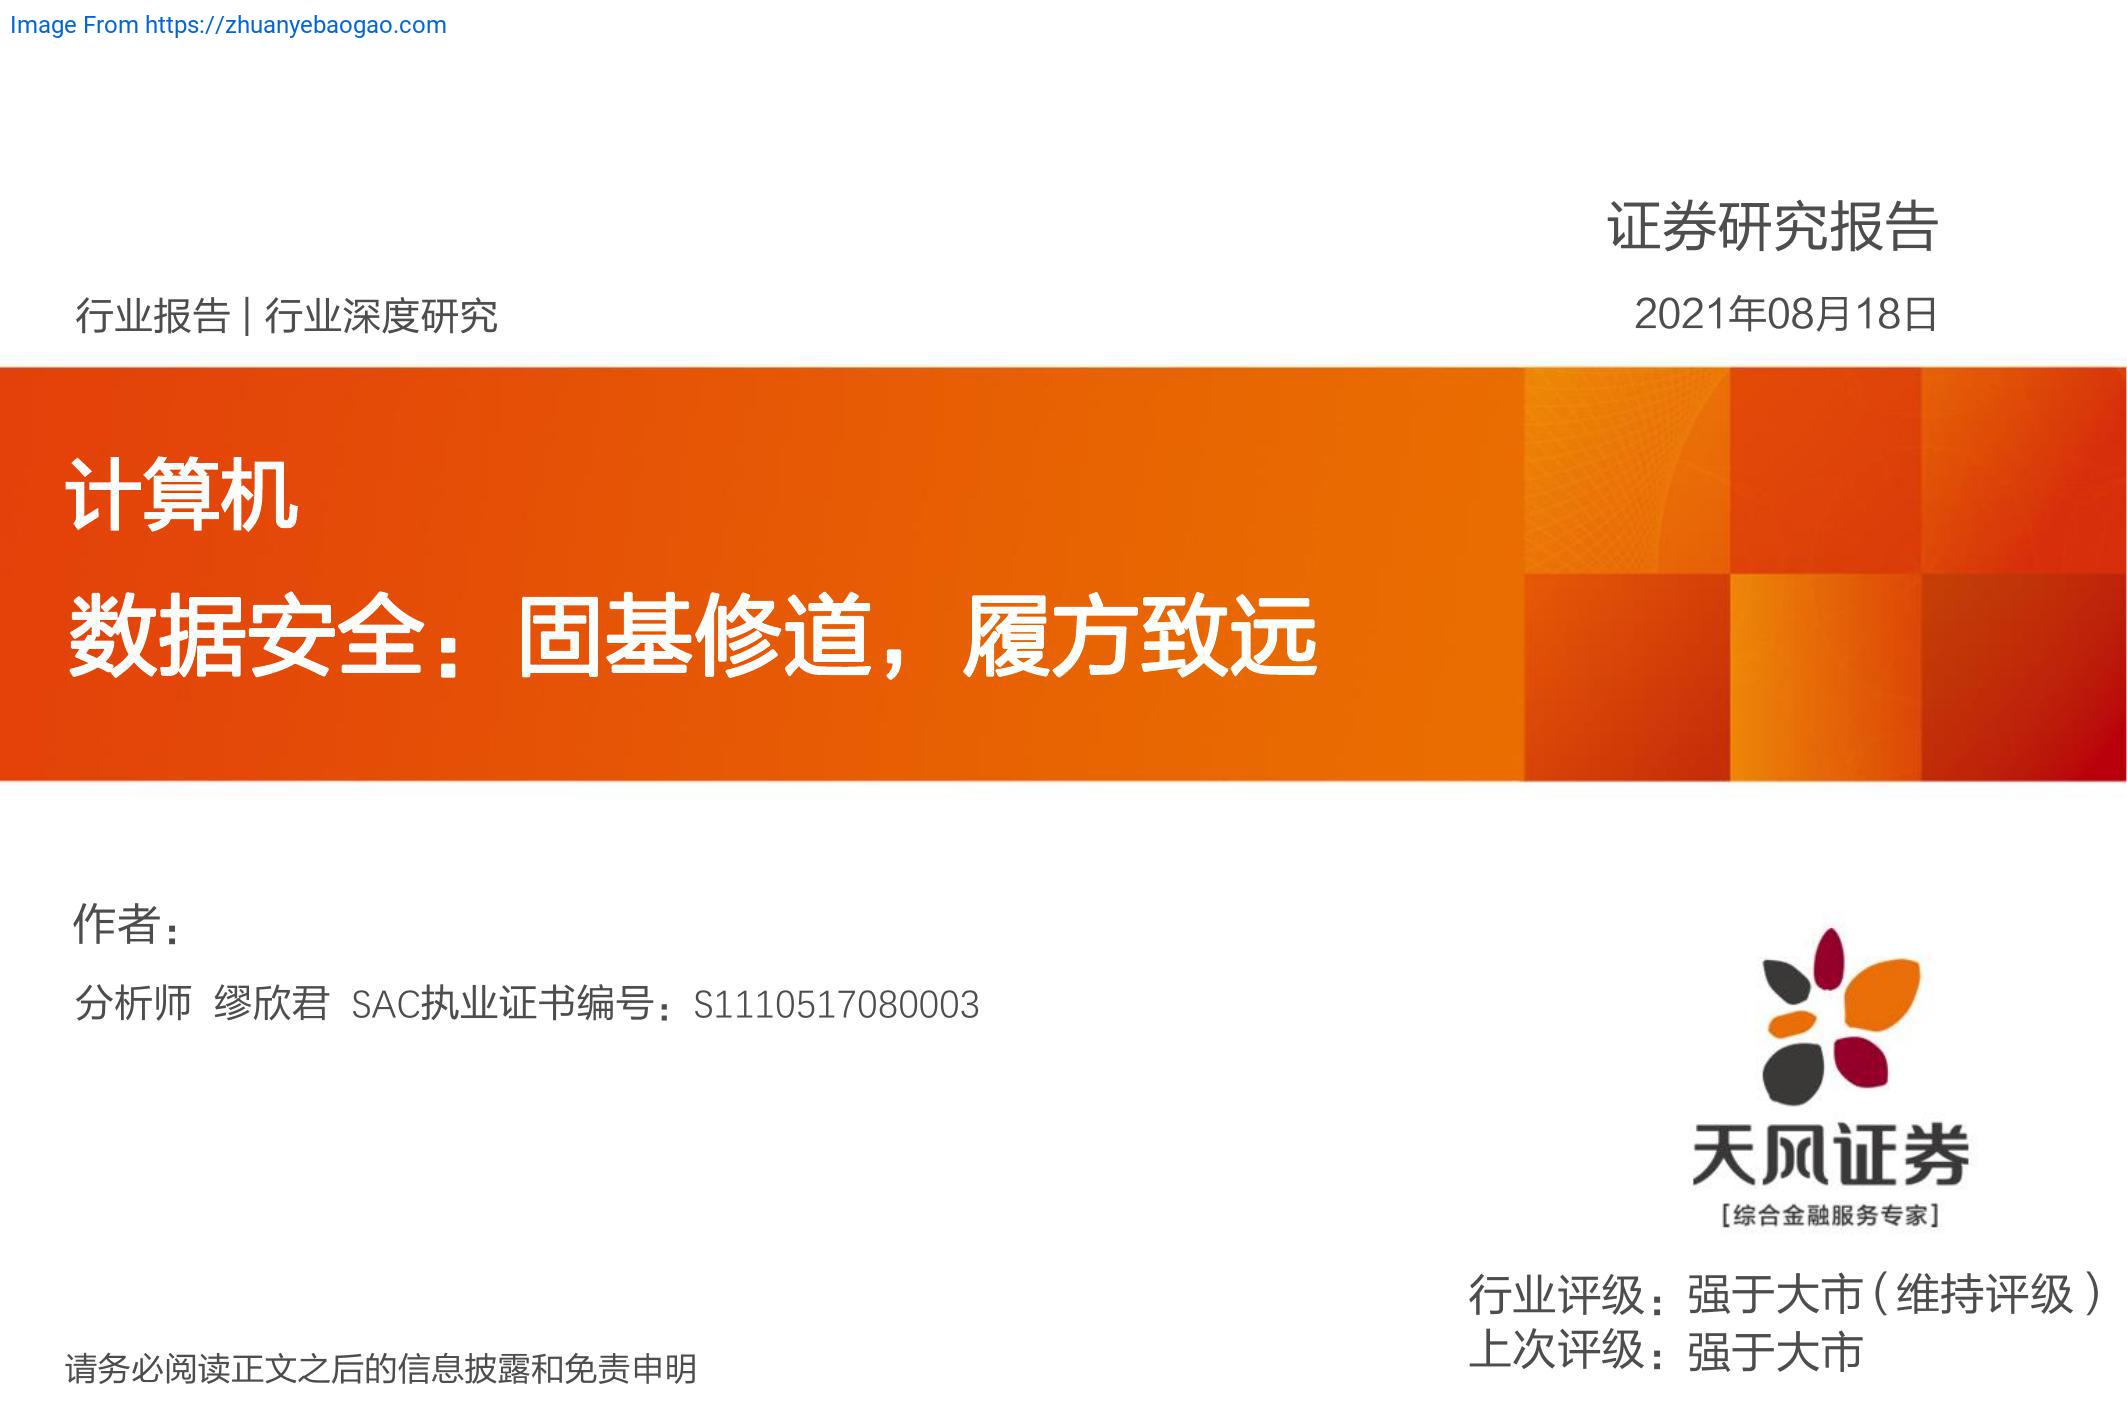 Image From https://zhuanyebaogao.com
证券研究报告
行业报告 | 行业深度研究
2021年08月18日
计算机
数据安全：固基修道，履方致远
作者：
分析师 缪欣君 SAC执业证书编号：S1110517080003
天风证券
[综合金融服务专家]
行业评级：强于大市（维持评级）
上次评级：强于大市
请务必阅读正文之后的信息披露和免责申明